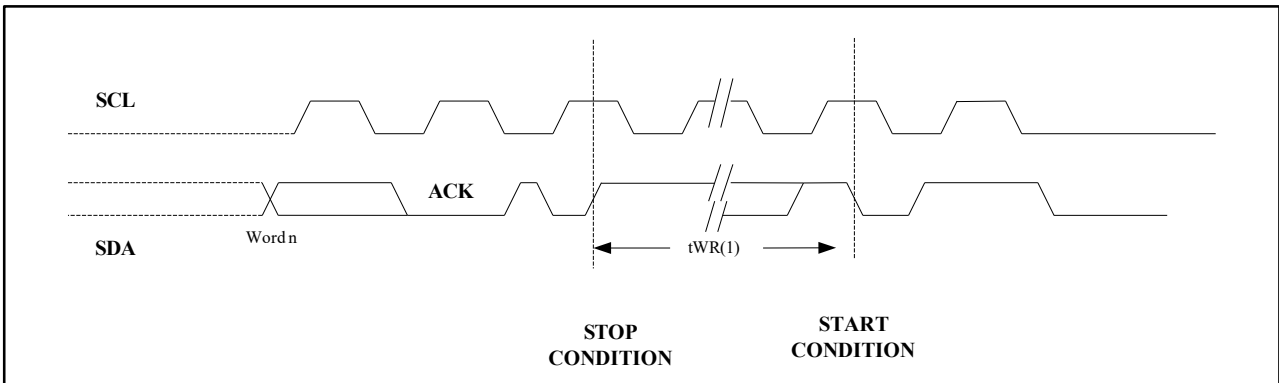 SCL
ACK
Word n
SDA
tWR(1)
STOP
CONDITION
START
CONDITION